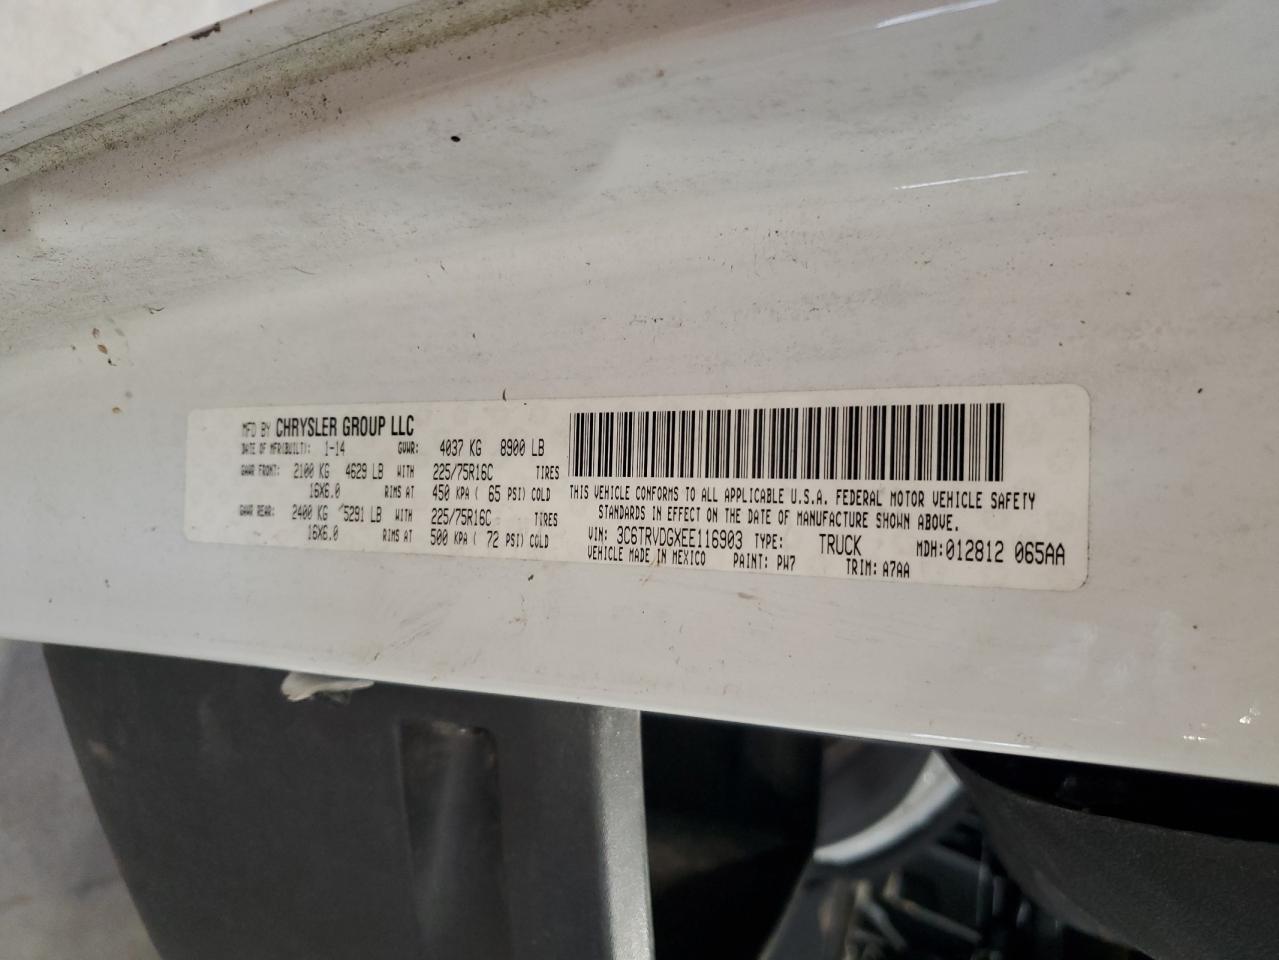 MFD BY CHRYSLER GROUP LLC
DATE OF MFR(BUILT): 1-14 GVWR: 4037 KG 8900 LB
GAWR FRONT: 2100 KG 4629 LB WITH 225/75R16C TIRES
16X6.0 RIMS AT 450 KPA ( 65 PSI) COLD
GAWR REAR: 2400 KG 5291 LB WITH 225/75R16C TIRES
16X6.0 RIMS AT 500 KPA ( 72 PSI) COLD
THIS VEHICLE CONFORMS TO ALL APPLICABLE U.S.A. FEDERAL MOTOR VEHICLE SAFETY
STANDARDS IN EFFECT ON THE DATE OF MANUFACTURE SHOWN ABOVE.
VIN: 3C6TRVDGXEE116903 TYPE: TRUCK MDH:012812 065AA
VEHICLE MADE IN MEXICO PAINT: PW7 TRIM: A7AA